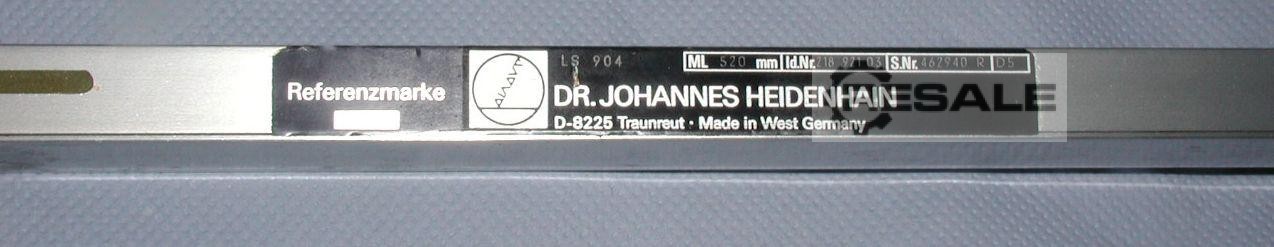 LS 904 ML 520 mm Id.Nr. 218 971 03 S.Nr. 462940 R D5
Referenzmarke
DR. JOHANNES HEIDENHAIN
D-8225 Traunreut · Made in West Germany
RESALE